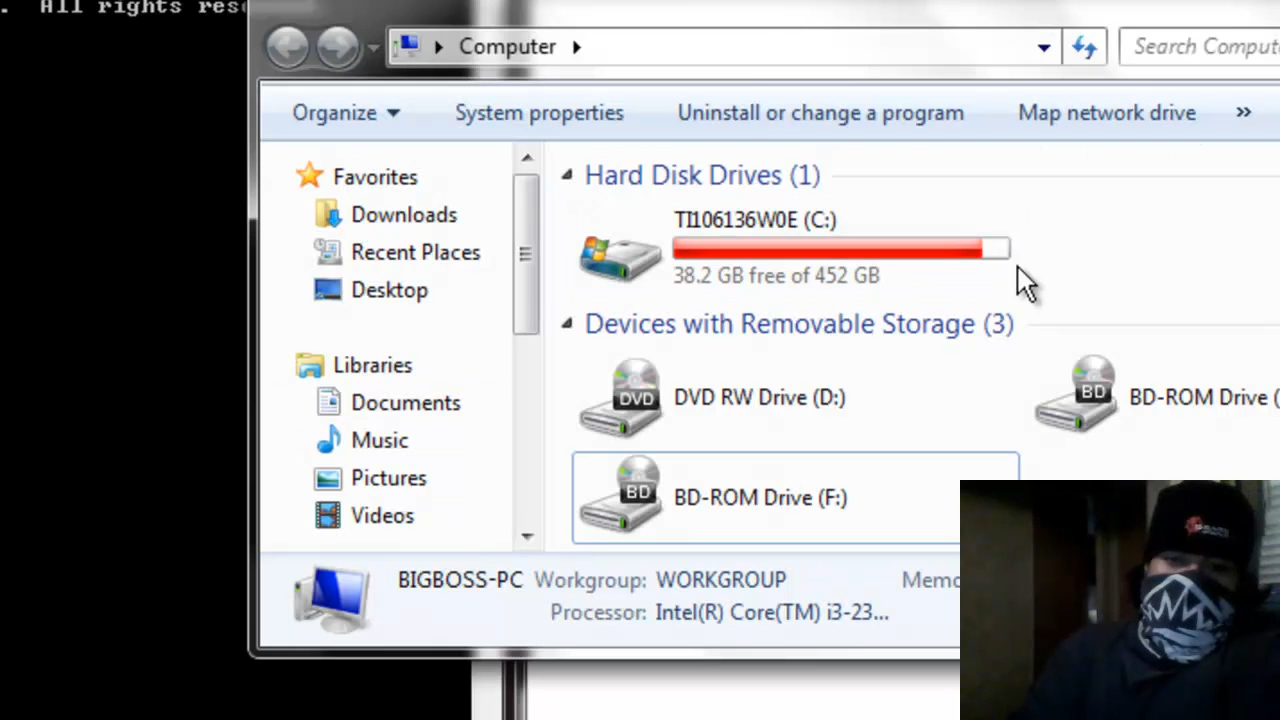 . All rights res
Computer
Search Comput
Organize
System properties
Uninstall or change a program
Map network drive
»
Favorites
Downloads
Recent Places
Desktop
Libraries
Documents
Music
Pictures
Videos
Hard Disk Drives (1)
TI106136W0E (C:)
38.2 GB free of 452 GB
Devices with Removable Storage (3)
DVD
DVD RW Drive (D:)
BD
BD-ROM Drive (
BD
BD-ROM Drive (F:)
BIGBOSS-PC Workgroup: WORKGROUP Memo
Processor: Intel(R) Core(TM) i3-23...